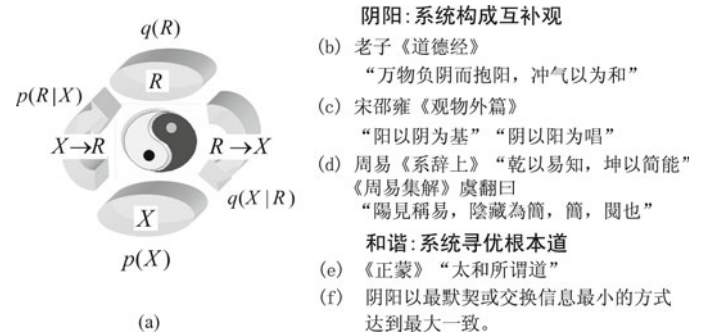 q(R)
R
p(R|X)
X→R
R→X
q(X|R)
X
p(X)
(a)
阴阳:系统构成互补观
(b) 老子《道德经》
“万物负阴而抱阳，冲气以为和”
(c) 宋邵雍《观物外篇》
“阳以阴为基”“阴以阳为唱”
(d) 周易《系辞上》“乾以易知，坤以简能”
《周易集解》虞翻曰
“陽見稱易，陰藏為簡，簡，閱也”
和谐:系统寻优根本道
(e) 《正蒙》“太和所谓道”
(f) 阴阳以最默契或交换信息最小的方式
达到最大一致。